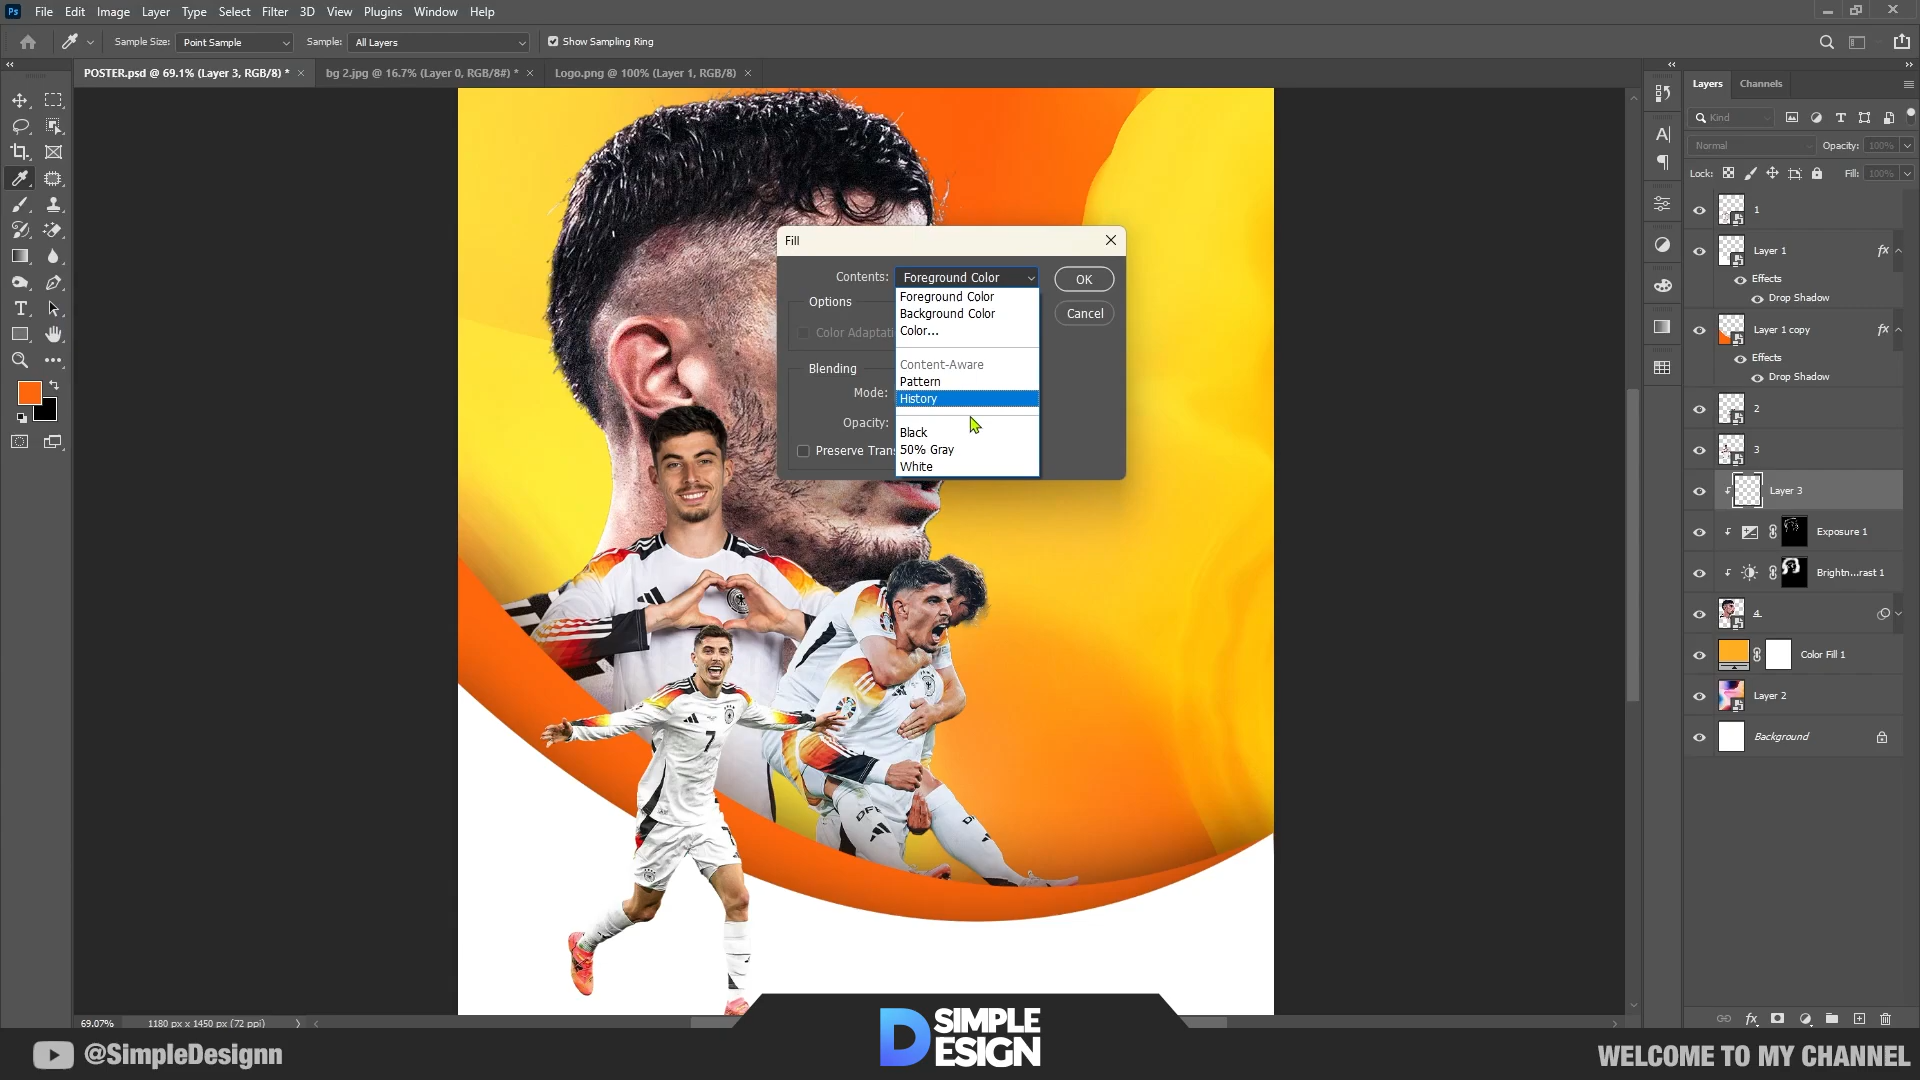 Ps File Edit Image Layer Type Select Filter 3D View Plugins Window Help
Sample Size: Point Sample Sample: All Layers Show Sampling Ring
POSTER.psd @ 69.1% (Layer 3, RGB/8) * × bg 2.jpg @ 16.7% (Layer 0, RGB/8#) * × Logo.png @ 100% (Layer 1, RGB/8) ×
Layers Channels
Kind
Normal Opacity: 100%
Lock: Fill: 100%
1
Layer 1 fx
Effects
Drop Shadow
Layer 1 copy fx
Effects
Drop Shadow
2
3
Layer 3
Exposure 1
Brightn...rast 1
4
Color Fill 1
Layer 2
Background
Fill
Contents: Foreground Color OK
Foreground Color
Background Color
Color...
Content-Aware
Pattern
History
Black
50% Gray
White
Options
Cancel
Color Adaptati
Blending
Mode:
Opacity:
Preserve Trans
7
DF
69.07% 1180 px x 1450 px (72 ppi)
@SimpleDesignn
D SIMPLE
ESIGN
WELCOME TO MY CHANNEL